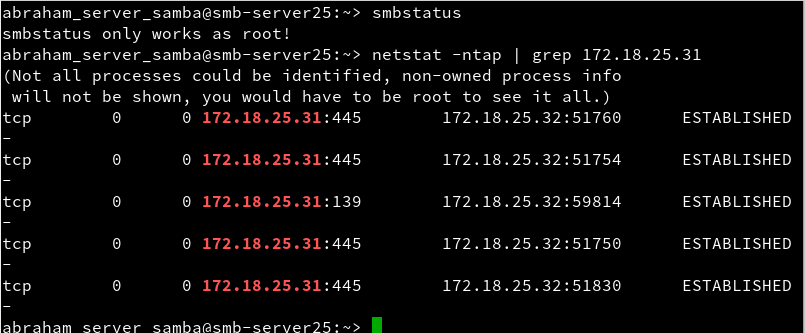 abraham_server_samba@smb-server25:~> smbstatus
smbstatus only works as root!
abraham_server_samba@smb-server25:~> netstat -ntap | grep 172.18.25.31
(Not all processes could be identified, non-owned process info
 will not be shown, you would have to be root to see it all.)
tcp        0      0 172.18.25.31:445        172.18.25.32:51760      ESTABLISHED
-
tcp        0      0 172.18.25.31:445        172.18.25.32:51754      ESTABLISHED
-
tcp        0      0 172.18.25.31:139        172.18.25.32:59814      ESTABLISHED
-
tcp        0      0 172.18.25.31:445        172.18.25.32:51750      ESTABLISHED
-
tcp        0      0 172.18.25.31:445        172.18.25.32:51830      ESTABLISHED
-
abraham_server_samba@smb-server25:~>